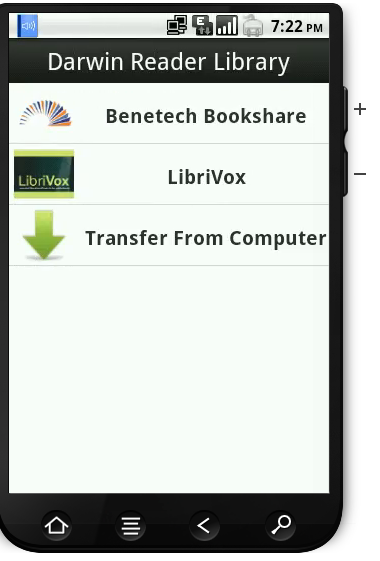 E
7:22 PM
Darwin Reader Library
Benetech Bookshare
LibriVox
LibriVox
Transfer From Computer
+
−